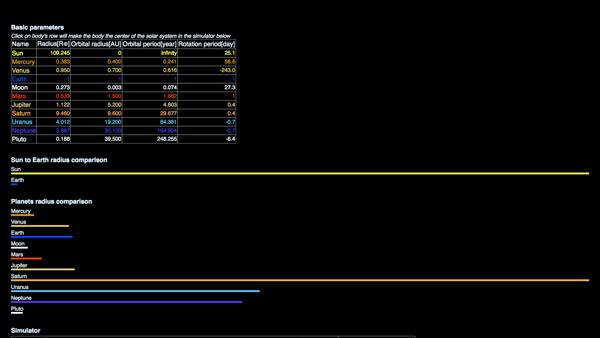 Basic parameters
Click on body's row will make the body the center of the solar system in the simulator below
Name Radius[R⊕] Orbital radius[AU] Orbital period[year] Rotation period[day]
Sun 109.245 0 Infinity 25.1
Mercury 0.383 0.400 0.241 58.6
Venus 0.950 0.700 0.616 -243.0
Earth 1 1 1 1
Moon 0.273 0.003 0.074 27.3
Mars 0.533 1.500 1.882 1
Jupiter 1.122 5.200 4.603 0.4
Saturn 9.460 9.600 29.677 0.4
Uranus 4.012 19.200 84.381 -0.7
Neptune 3.887 30.100 164.904 -0.7
Pluto 0.188 39.500 248.255 -6.4
Sun to Earth radius comparison
Sun
Earth
Planets radius comparison
Mercury
Venus
Earth
Moon
Mars
Jupiter
Saturn
Uranus
Neptune
Pluto
Simulator